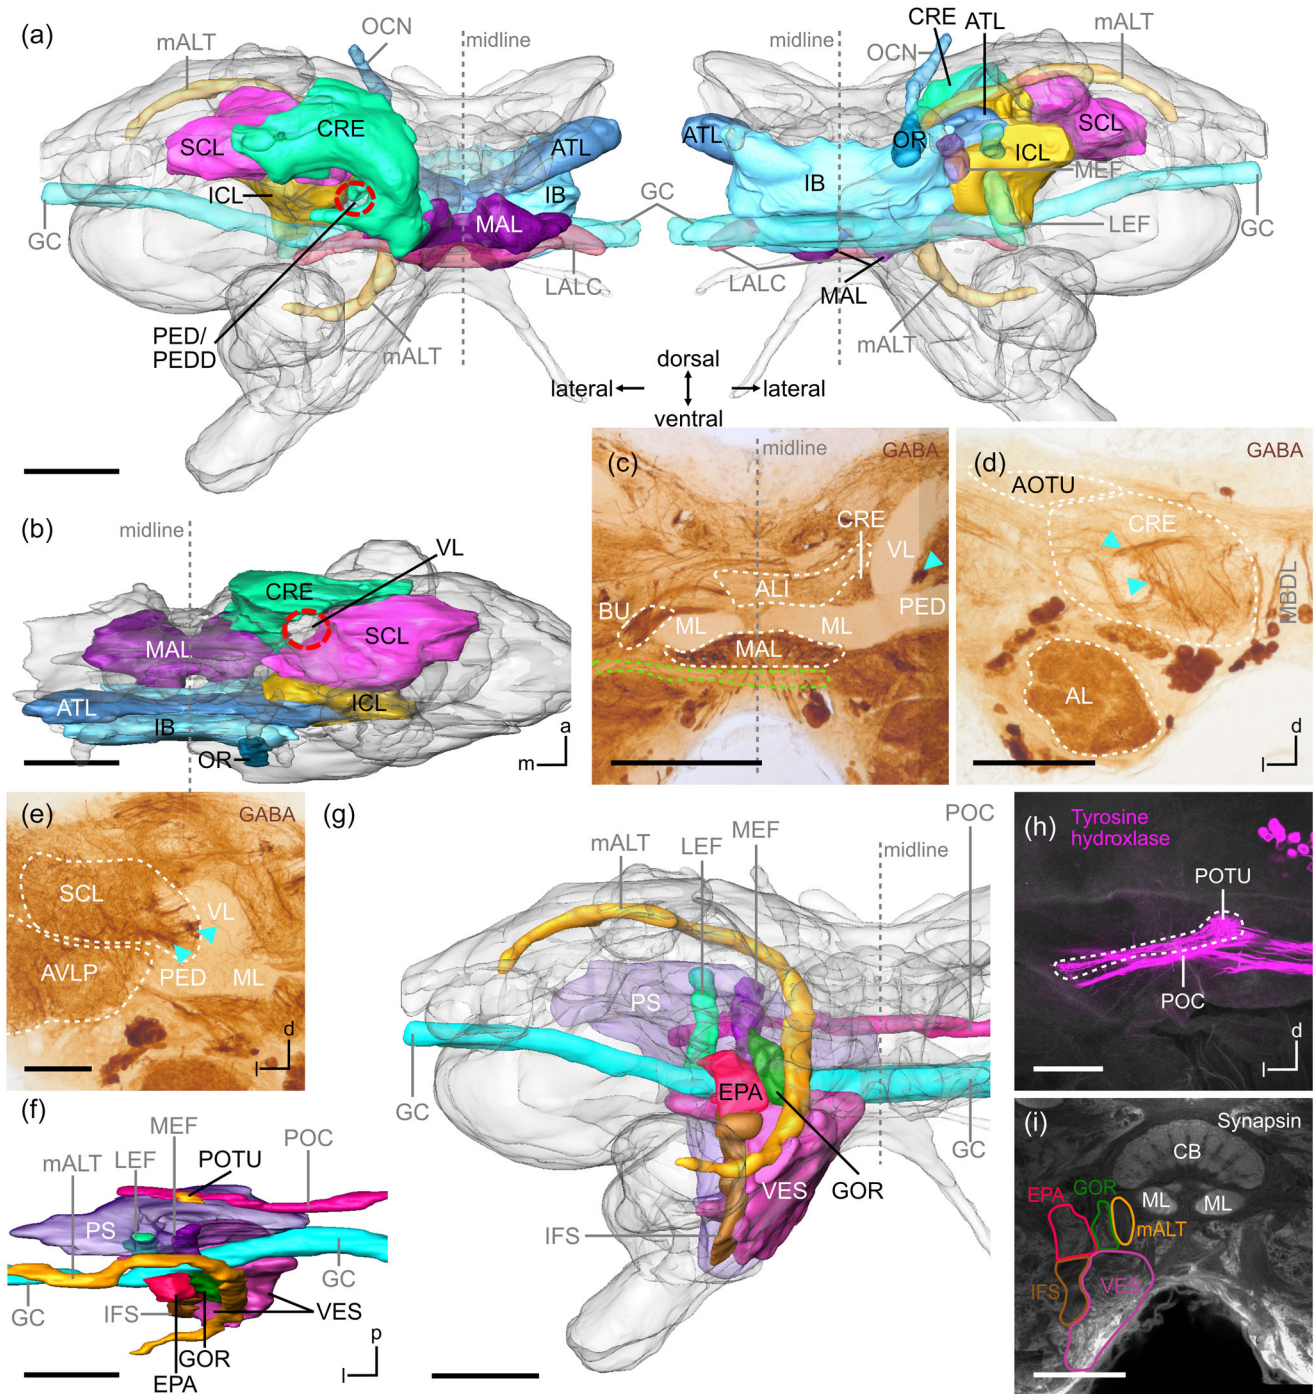 (a)
mALT
OCN
midline
CRE
SCL
ATL
ICL
IB
MAL
GC
GC
LALC
PED/
PEDD
mALT
midline
CRE
ATL
OCN
mALT
ATL
OR
SCL
IB
ICL
MEF
LEF
GC
LALC
MAL
mALT
dorsal
lateral
lateral
ventral
(b)
midline
VL
CRE
SCL
MAL
ATL
ICL
IB
OR
a
m
(c)
midline
GABA
CRE
VL
ALI
BU
ML
ML
PED
MAL
(d)
GABA
AOTU
CRE
MBDL
AL
d
l
(e)
GABA
SCL
VL
AVLP
PED
ML
d
l
(f)
MEF
LEF
POTU
POC
mALT
PS
GC
GC
IFS
VES
GOR
EPA
p
l
(g)
MEF
POC
LEF
mALT
midline
PS
GC
EPA
GC
VES
GOR
IFS
(h)
Tyrosine
hydroxlase
POTU
POC
d
l
(i)
Synapsin
CB
EPA
GOR
ML
ML
mALT
IFS
VES